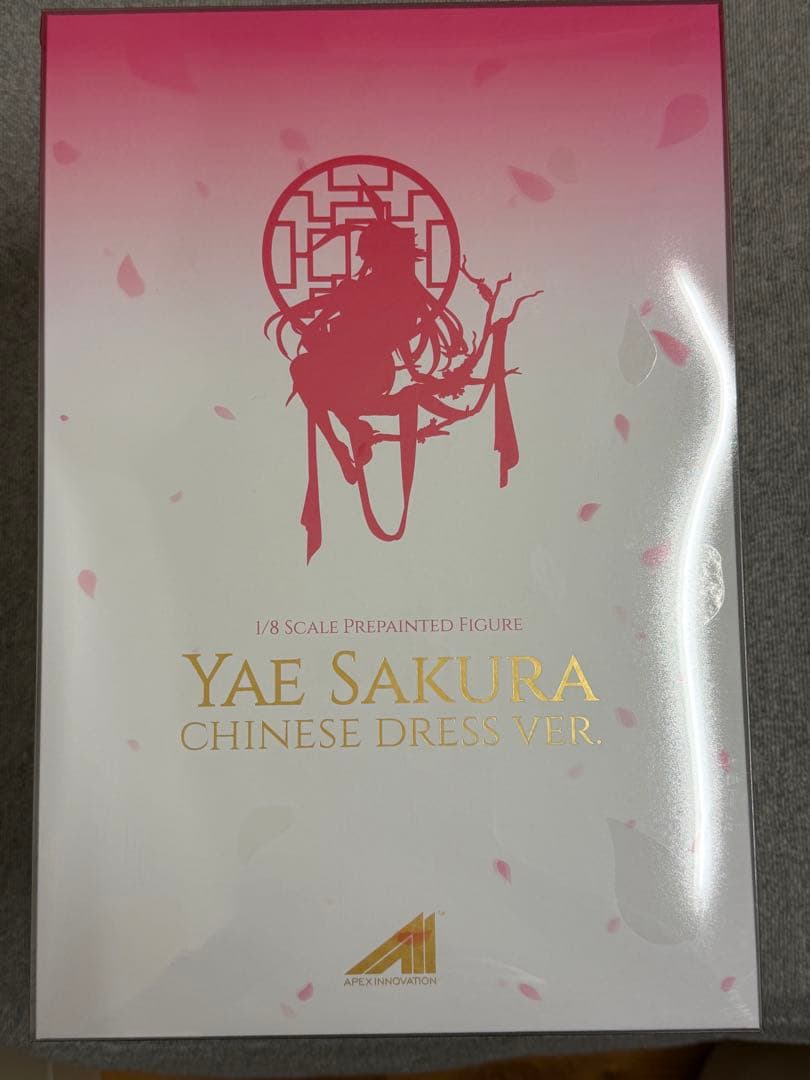 1/8 Scale Prepainted Figure
Yae Sakura
Chinese Dress Ver.
APEX INNOVATION